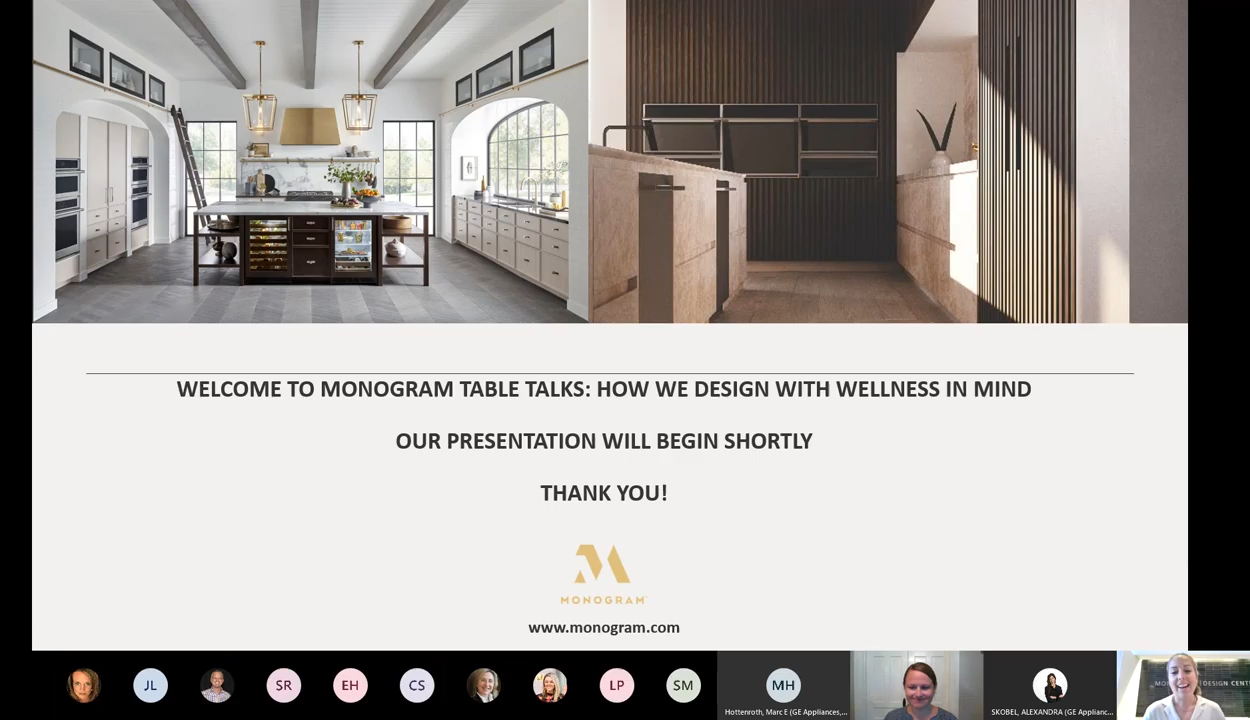 WELCOME TO MONOGRAM TABLE TALKS: HOW WE DESIGN WITH WELLNESS IN MIND
OUR PRESENTATION WILL BEGIN SHORTLY
THANK YOU!
MONOGRAM
www.monogram.com
JL
SR
EH
CS
LP
SM
MH
Hottenroth, Marc E (GE Appliances,...
SKOBEL, ALEXANDRA (GE Applianc...
DESIGN CENT